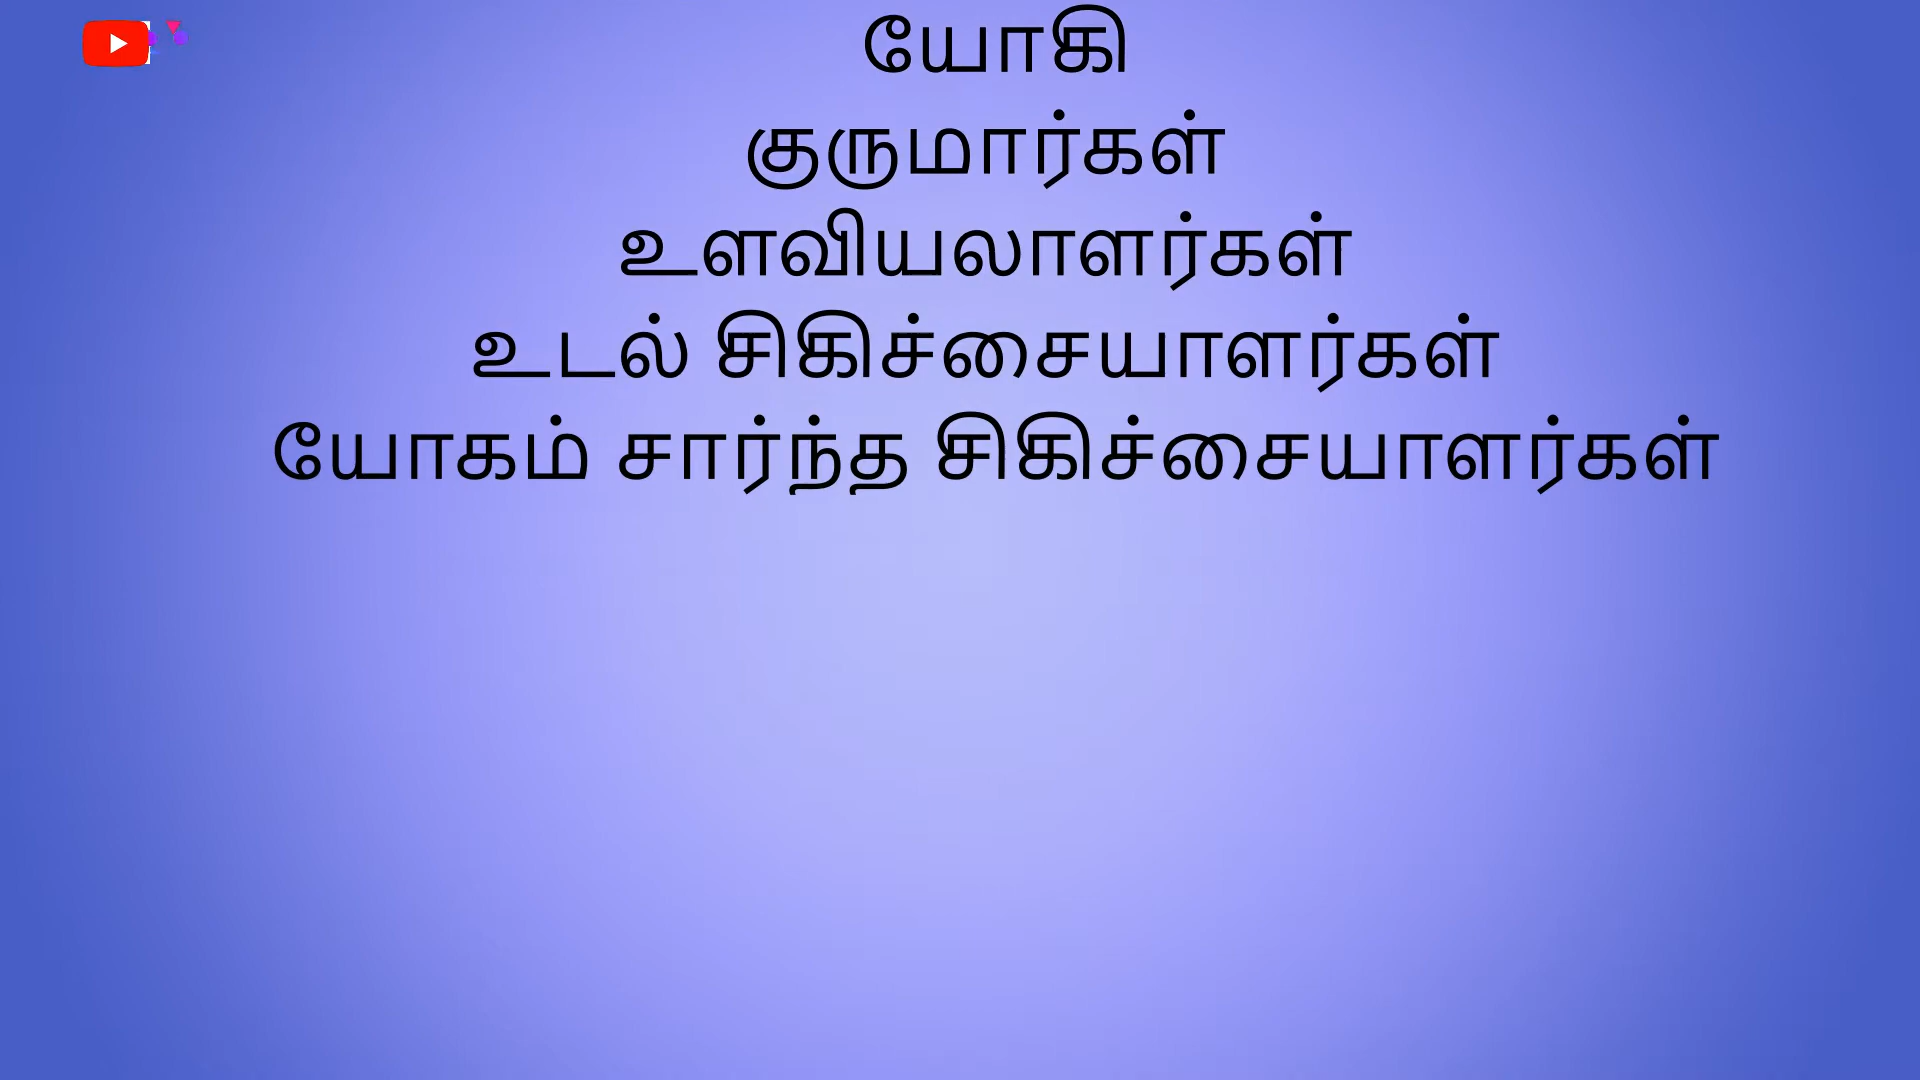 யோகி
குருமார்கள்
உளவியலாளர்கள்
உடல் சிகிச்சையாளர்கள்
யோகம் சார்ந்த சிகிச்சையாளர்கள்